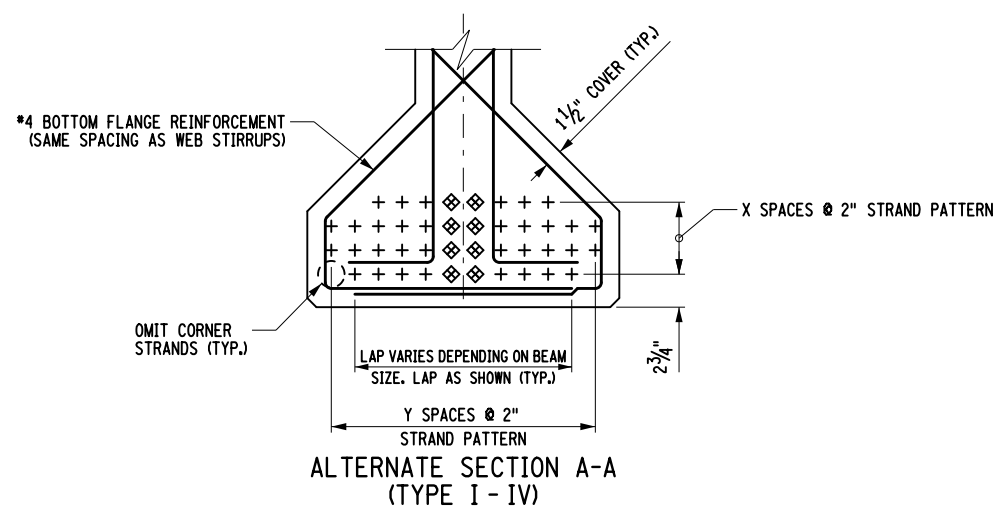 1½" COVER (TYP.)
#4 BOTTOM FLANGE REINFORCEMENT
(SAME SPACING AS WEB STIRRUPS)
X SPACES @ 2" STRAND PATTERN
OMIT CORNER
STRANDS (TYP.)
2¾"
LAP VARIES DEPENDING ON BEAM
SIZE. LAP AS SHOWN (TYP.)
Y SPACES @ 2"
STRAND PATTERN
ALTERNATE SECTION A-A
(TYPE I - IV)